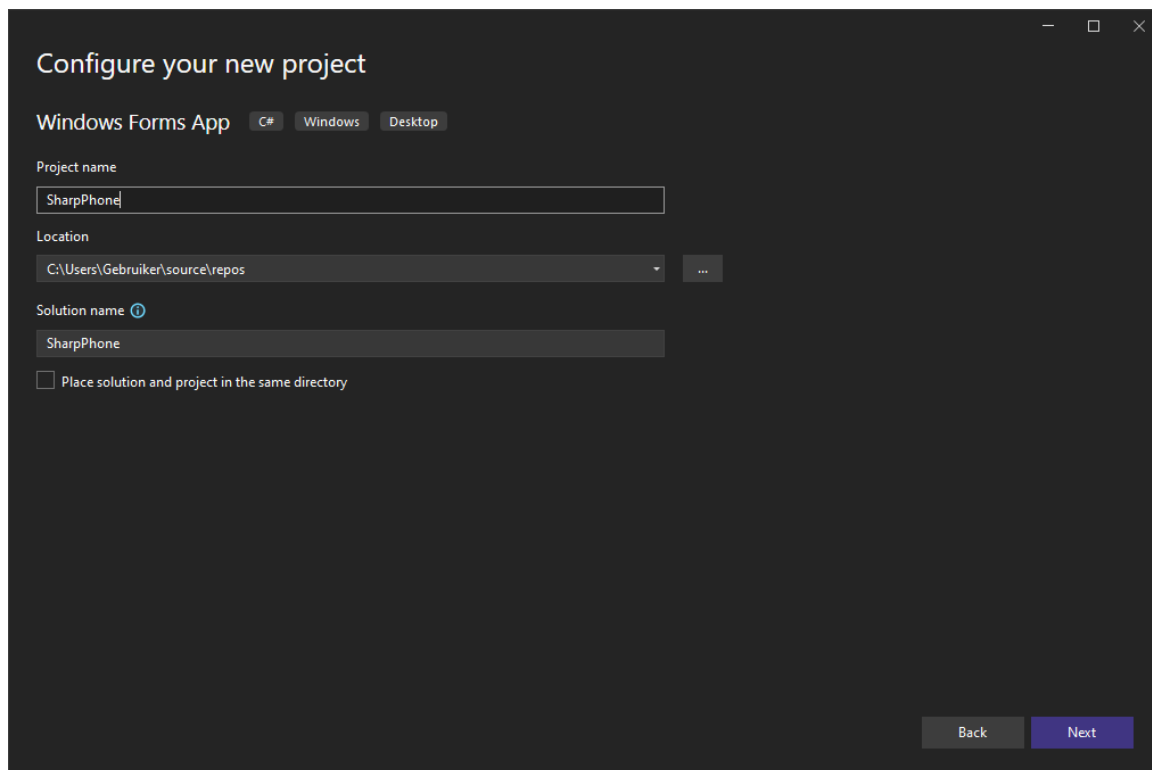 Configure your new project
Windows Forms App C# Windows Desktop
Project name
SharpPhone
Location
C:\Users\Gebruiker\source\repos
...
Solution name
SharpPhone
Place solution and project in the same directory
Back Next